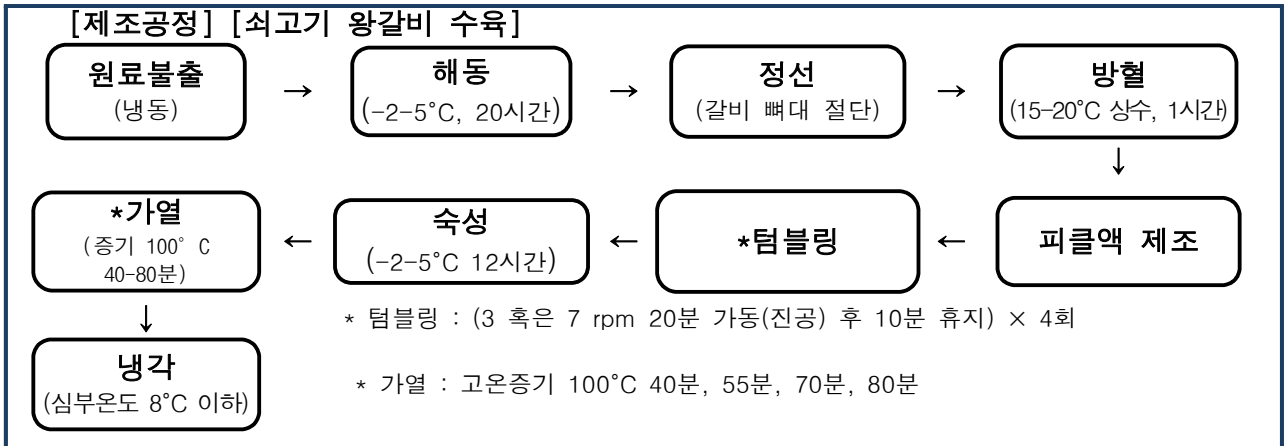 [제조공정] [쇠고기 왕갈비 수육]
원료불출
(냉동)
→
해동
(-2-5°C, 20시간)
→
정선
(갈비 뼈대 절단)
→
방혈
(15-20°C 상수, 1시간)
↓
피클액 제조
←
*텀블링
←
숙성
(-2-5°C 12시간)
←
*가열
(증기 100° C
40-80분)
↓
냉각
(심부온도 8°C 이하)
* 텀블링 : (3 혹은 7 rpm 20분 가동(진공) 후 10분 휴지) × 4회
* 가열 : 고온증기 100°C 40분, 55분, 70분, 80분